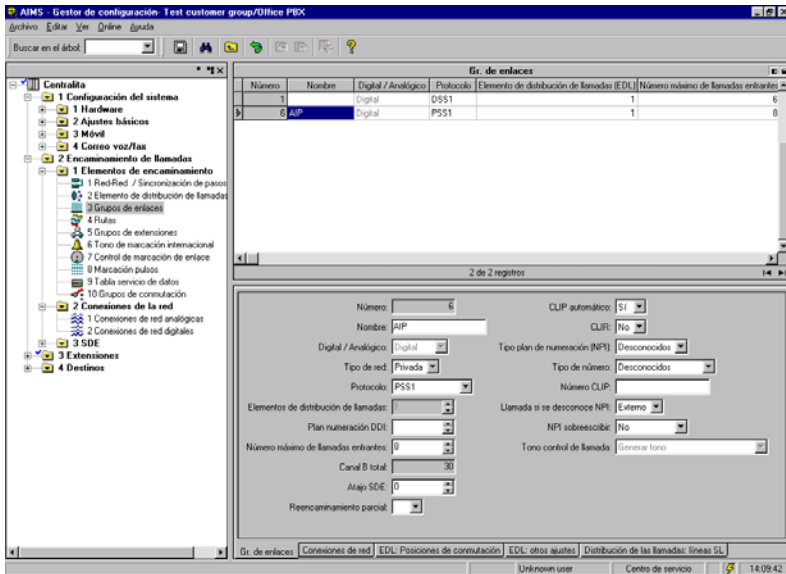 AIMS - Gestor de configuración- Test customer group/Office PBX
Archivo Editar Ver Online Ayuda
Buscar en el árbol:
Centralita
1 Configuración del sistema
1 Hardware
2 Ajustes básicos
3 Móvil
4 Correo voz/fax
2 Encaminamiento de llamadas
1 Elementos de encaminamiento
1 Red-Red / Sincronización de pasos
2 Elemento de distribución de llamadas
3 Grupos de enlaces
4 Rutas
5 Grupos de extensiones
6 Tono de marcación internacional
7 Control de marcación de enlace
8 Marcación pulsos
9 Tabla servicio de datos
10 Grupos de conmutación
2 Conexiones de la red
1 Conexiones de red analógicas
2 Conexiones de red digitales
3 SDE
3 Extensiones
4 Destinos
Gr. de enlaces
Número Nombre Digital / Analógico Protocolo Elemento de distribución de llamadas (EDL) Número máximo de llamadas entrantes
1 Digital DSS1 1 6
6 AIP Digital PSS1 1 8
2 de 2 registros
Número: 6
Nombre: AIP
Digital / Analógico: Digital
Tipo de red: Privada
Protocolo: PSS1
Elementos de distribución de llamadas: 1
Plan numeración DDI:
Número máximo de llamadas entrantes: 8
Canal B total: 30
Atajo SDE: 0
Reencaminamiento parcial:
CLIP automático: Sí
CLIR: No
Tipo plan de numeración (NPI): Desconocidos
Tipo de número: Desconocidos
Número CLIP:
Llamada si se desconoce NPI: Externo
NPI sobreescribir: No
Tono control de llamada: Generar tono
Gr. de enlaces Conexiones de red EDL: Posiciones de conmutación EDL: otros ajustes Distribución de las llamadas: líneas SL
Unknown user Centro de servicio 14:09:42